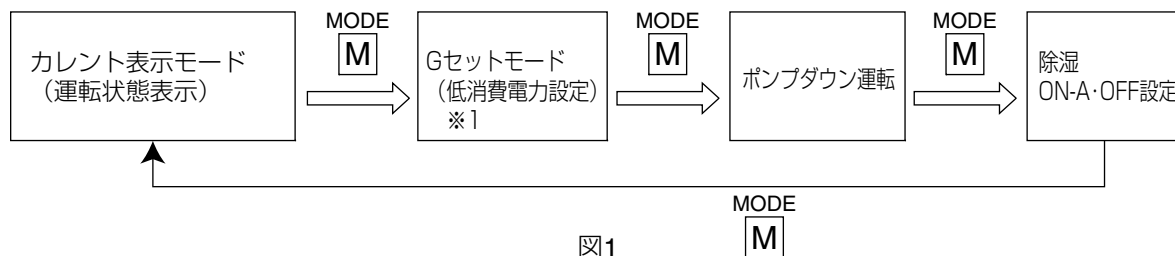 カレント表示モード
（運転状態表示）
MODE
M
Gセットモード
（低消費電力設定）
※1
MODE
M
ポンプダウン運転
MODE
M
除湿
ON-A･OFF設定
MODE
M
図1